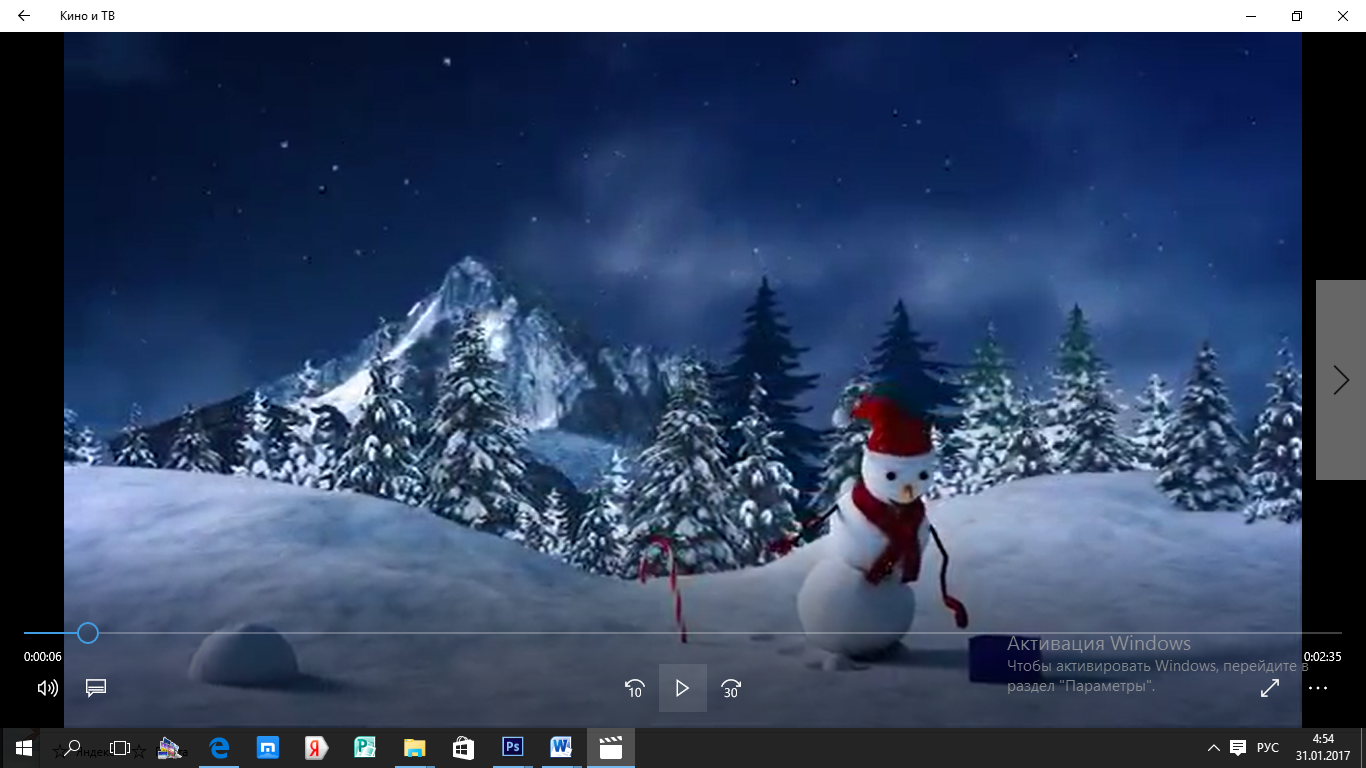 Кино и ТВ
0:00:06
0:02:35
10
30
Активация Windows
Чтобы активировать Windows, перейдите в
раздел "Параметры".
Я
P
Ps
W
РУС
4:54
31.01.2017